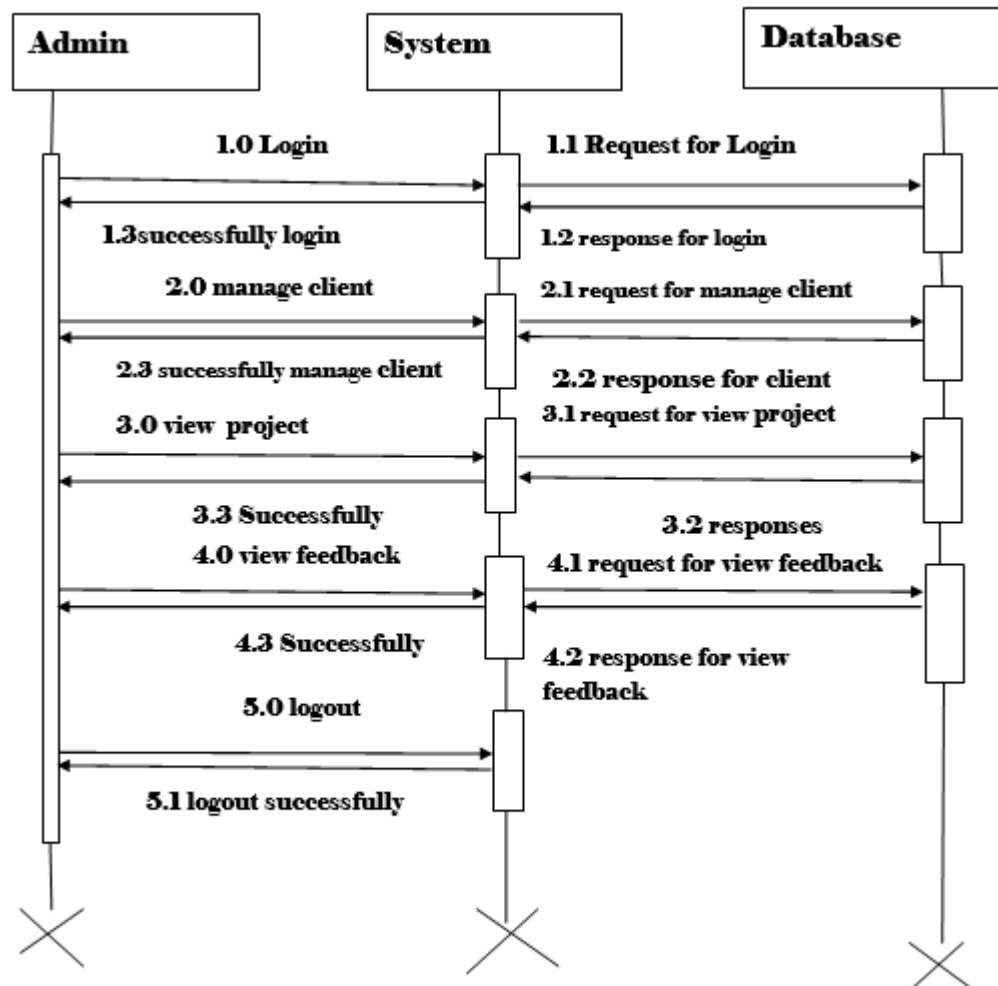 Admin
System
Database
1.0 Login
1.1 Request for Login
1.3successfully login
1.2 response for login
2.0 manage client
2.1 request for manage client
2.3 successfully manage client
2.2 response for client
3.0 view project
3.1 request for view project
3.3 Successfully
3.2 responses
4.0 view feedback
4.1 request for view feedback
4.3 Successfully
4.2 response for view
feedback
5.0 logout
5.1 logout successfully